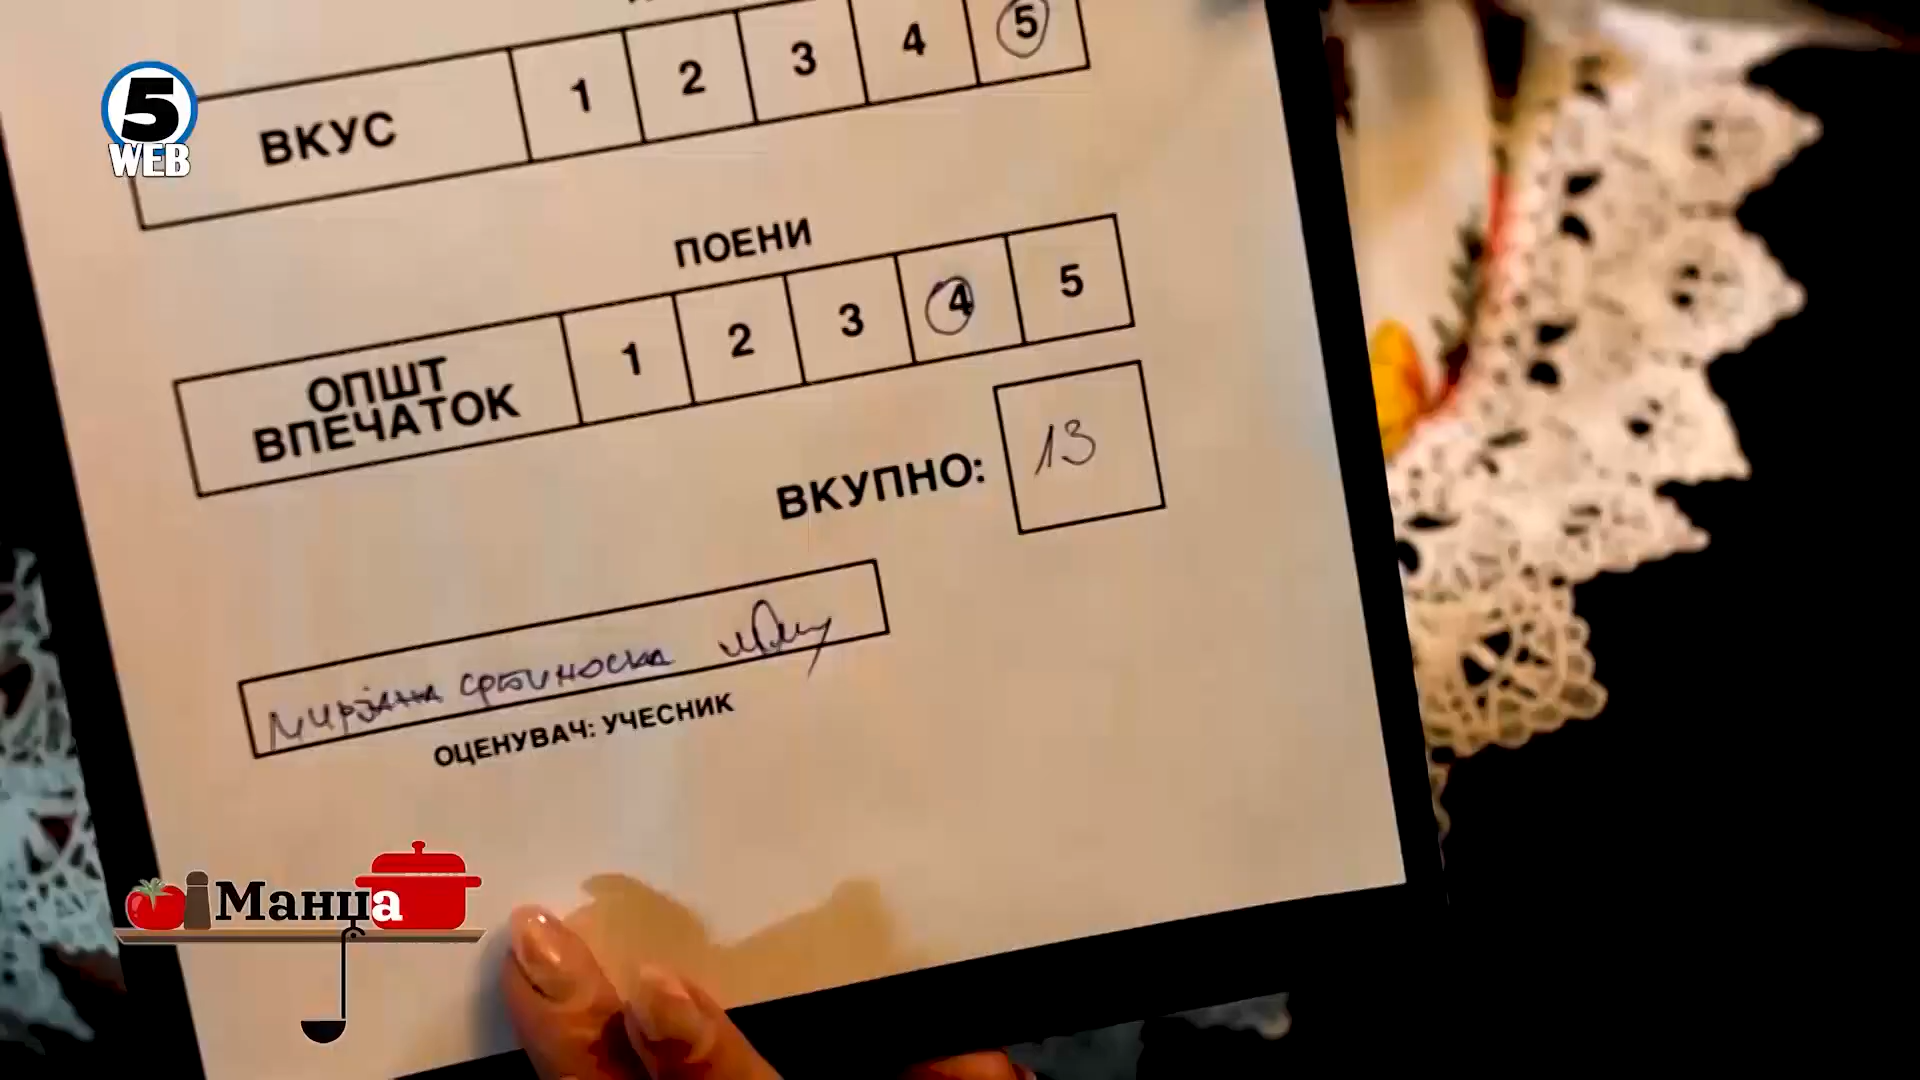 5
WEB
ВКУС 1 2 3 4 5
ПОЕНИ
ОПШТ
ВПЕЧАТОК
1 2 3 4 5
ВКУПНО: 13
Мирјана
ОЦЕНУВАЧ: УЧЕСНИК
Манџа